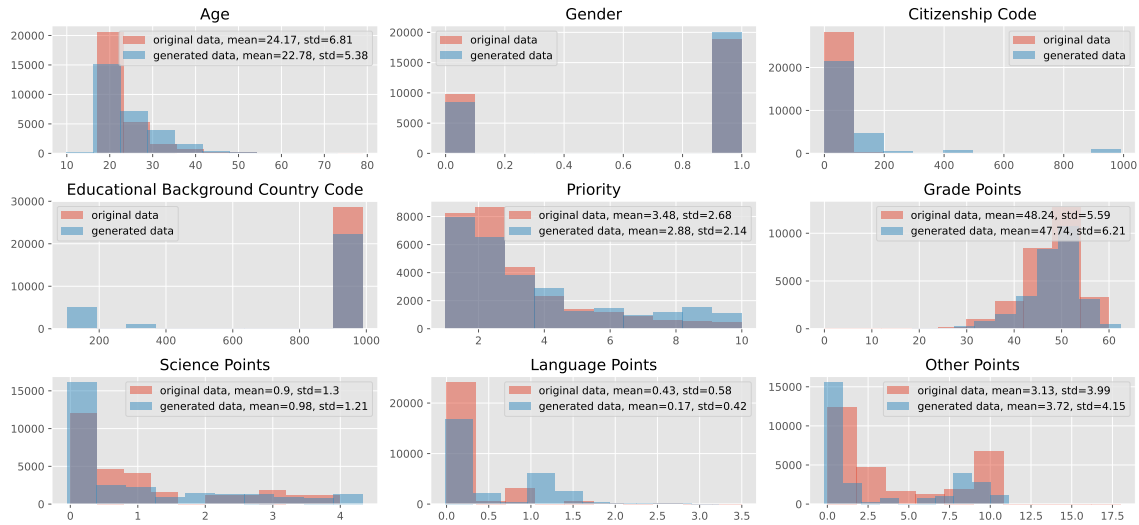 Age
original data, mean=24.17, std=6.81
generated data, mean=22.78, std=5.38
20000
15000
10000
5000
0
10 20 30 40 50 60 70 80
Gender
original data
generated data
20000
15000
10000
5000
0
0.0 0.2 0.4 0.6 0.8 1.0
Citizenship Code
original data
generated data
20000
10000
0
0 200 400 600 800 1000
Educational Background Country Code
original data
generated data
30000
20000
10000
0
200 400 600 800 1000
Priority
original data, mean=3.48, std=2.68
generated data, mean=2.88, std=2.14
8000
6000
4000
2000
0
2 4 6 8 10
Grade Points
original data, mean=48.24, std=5.59
generated data, mean=47.74, std=6.21
10000
5000
0
0 10 20 30 40 50 60
Science Points
original data, mean=0.9, std=1.3
generated data, mean=0.98, std=1.21
15000
10000
5000
0
0 1 2 3 4
Language Points
original data, mean=0.43, std=0.58
generated data, mean=0.17, std=0.42
20000
10000
0
0.0 0.5 1.0 1.5 2.0 2.5 3.0 3.5
Other Points
original data, mean=3.13, std=3.99
generated data, mean=3.72, std=4.15
15000
10000
5000
0
0.0 2.5 5.0 7.5 10.0 12.5 15.0 17.5